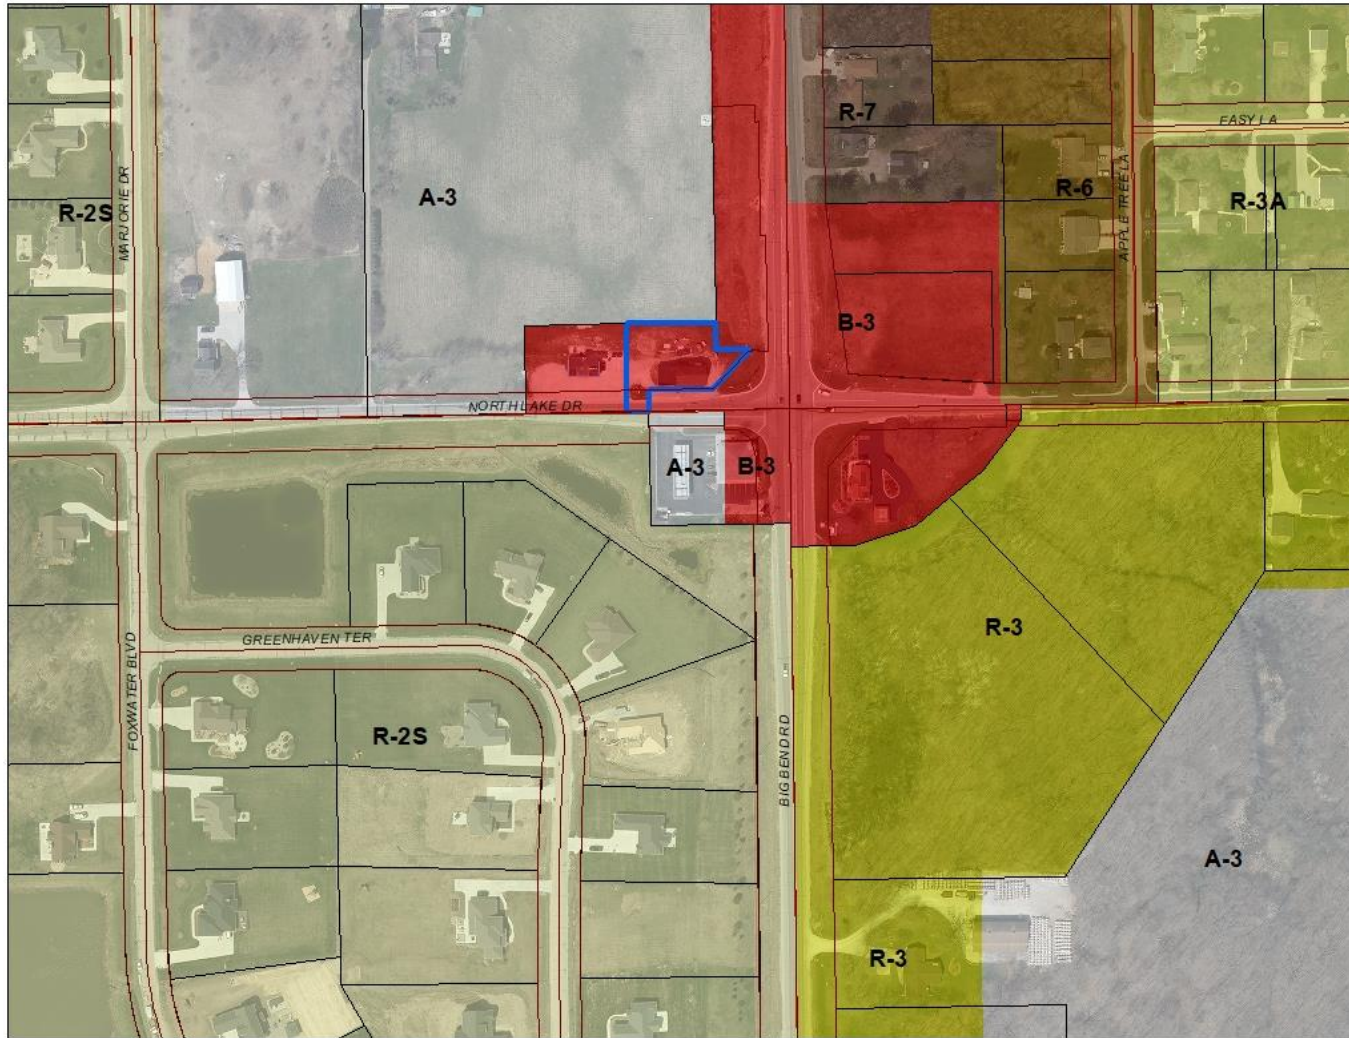 EASY LA
R-7
R-6
R-3A
A-3
R-2S
MARJORIE DR
APPLE TREE LA
B-3
NORTH LAKE DR
A-3
B-3
R-3
GREENHAVEN TER
FOXWATER BLVD
R-2S
BIG BEND RD
A-3
R-3